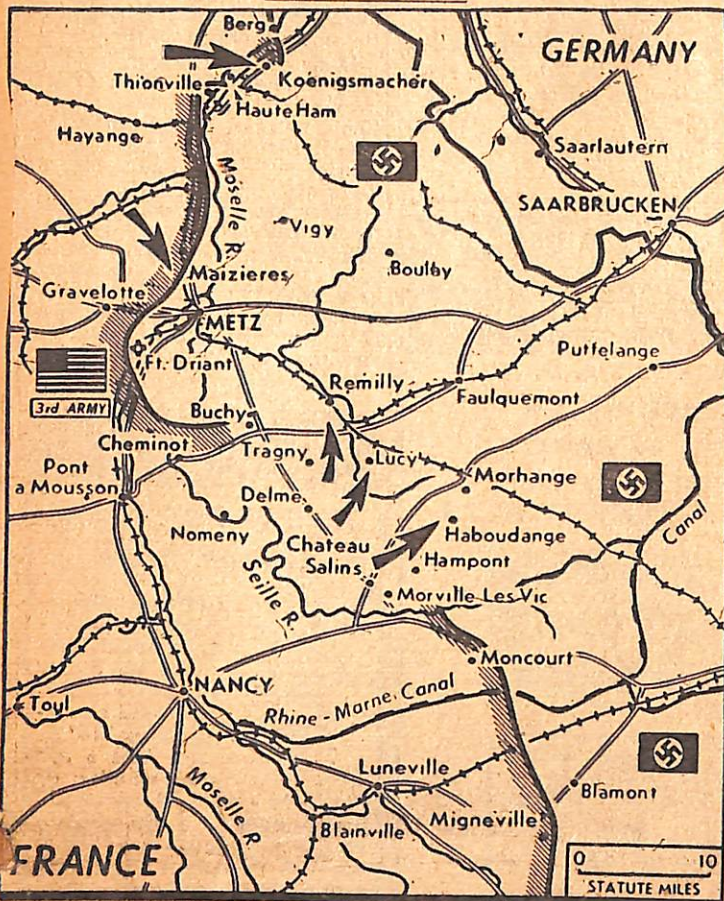 Berg
GERMANY
Thionville
Koenigsmacher
Haute Ham
Hayange
Saarlautern
Moselle R.
SAARBRUCKEN
Vigy
Boulay
Maizieres
Gravelotte
METZ
Ft. Driant
Puttelange
3rd ARMY
Remilly
Faulquemont
Buchy
Cheminot
Tragny
Lucy
Pont
a Mousson
Morhange
Delme
Canal
Nomeny
Haboudange
Chateau
Salins
Hampont
Seille R.
Morville Les Vic
Moncourt
NANCY
Toul
Rhine-Marne Canal
Luneville
Moselle R
Blamont
Migneville
Blainville
FRANCE
0 10
STATUTE MILES